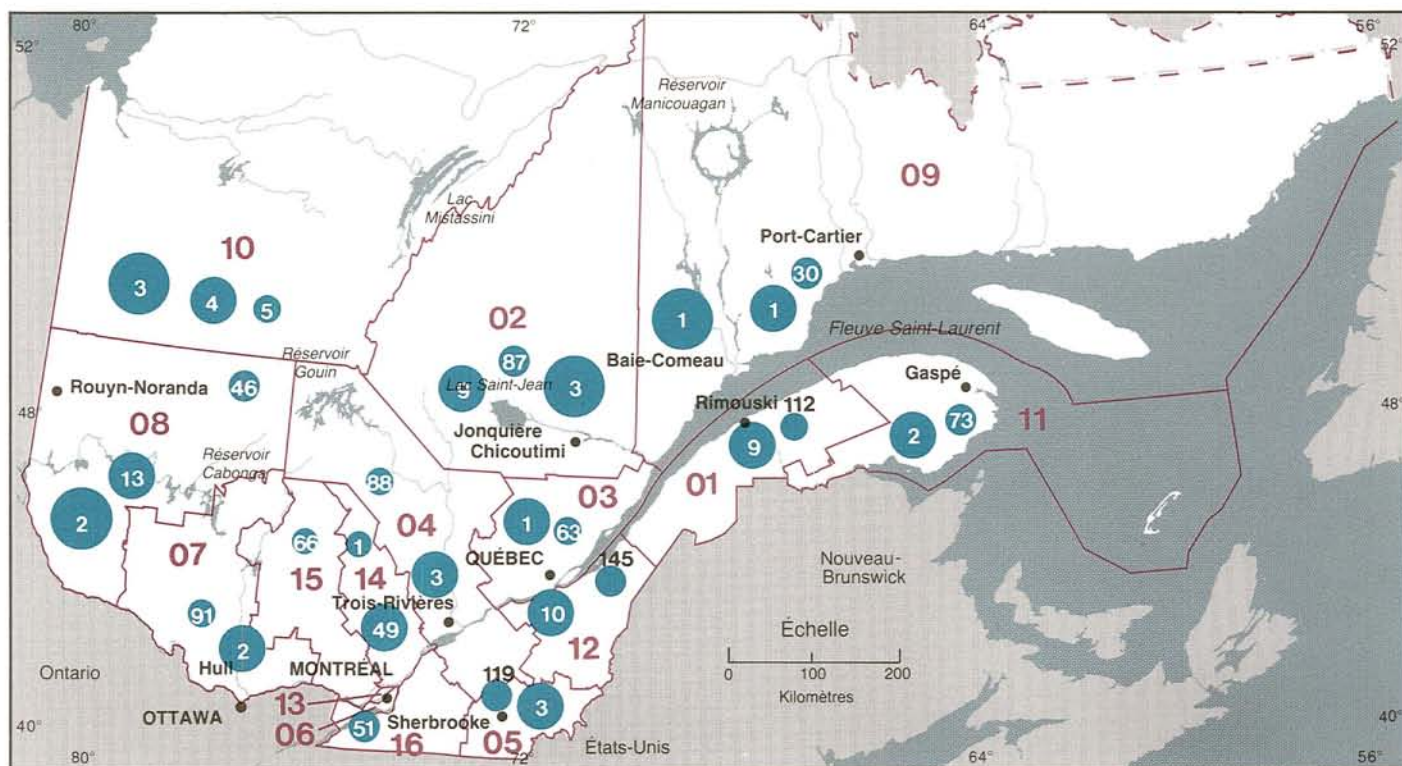 80°
72°
64
56°
52°
52°
Réservoir
Manicouagan
09
Lac
Mistassini
Port-Cartier
10
30
3
4
5
02
1
1
Fleuve Saint-Laurent
87
Réservoir
Gouin
Baie-Comeau
Rouyn-Noranda
46
9
Lac Saint-Jean
3
Gaspé
48
48°
08
Rimouski
112
73
11
Jonquière
Chicoutimi
9
2
Réservoir
Cabonga
13
88
03
01
2
04
1
63
07
66
1
QUÉBEC
145
Nouveau-
Brunswick
15
14
3
Trois-Rivières
91
49
10
Échelle
2
12
0
100
200
Kilomètres
Ontario
Hull
MONTRÉAL
119
13
3
OTTAWA
06
51
Sherbrooke
16
05
États-Unis
40°
40°
80°
72°
64
56°